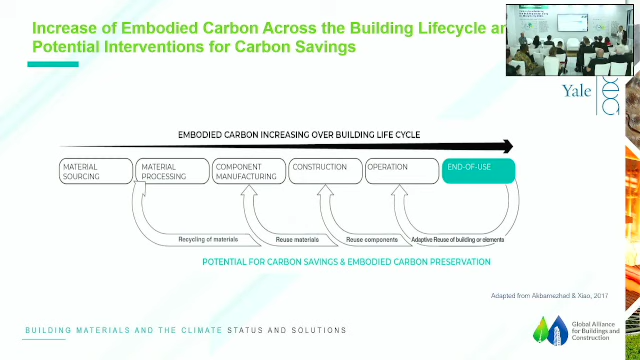 Increase of Embodied Carbon Across the Building Lifecycle an
Potential Interventions for Carbon Savings
Yale
EMBODIED CARBON INCREASING OVER BUILDING LIFE CYCLE
MATERIAL
SOURCING
MATERIAL
PROCESSING
COMPONENT
MANUFACTURING
CONSTRUCTION
OPERATION
END-OF-USE
Recycling of materials
Reuse materials
Reuse components
Adaptive Reuse of building or elements
POTENTIAL FOR CARBON SAVINGS & EMBODIED CARBON PRESERVATION
Adapted from Akbarnezhad & Xiao, 2017
BUILDING MATERIALS AND THE CLIMATE STATUS AND SOLUTIONS
Global Alliance
for Buildings and
Construction